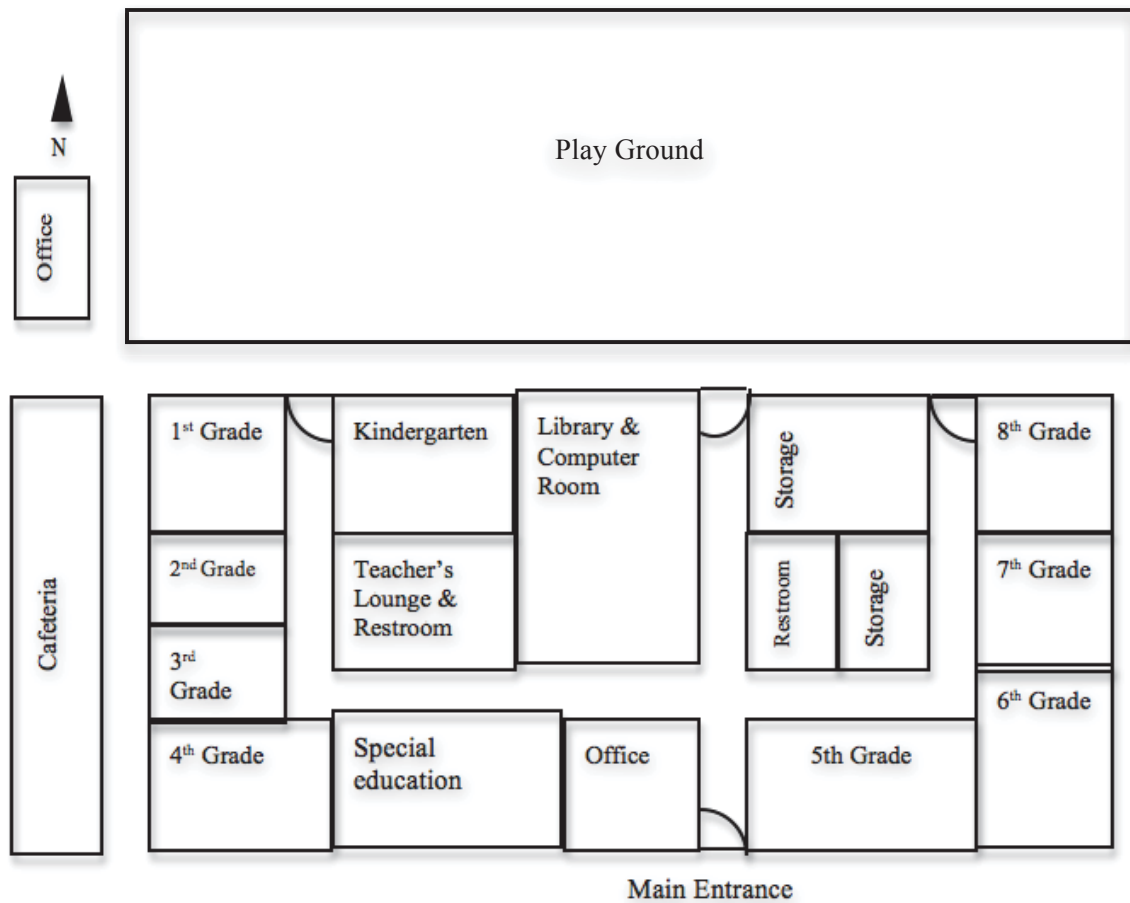 Play Ground
N
Office
1st Grade
Kindergarten
Library &
Computer
Room
Storage
8th Grade
2nd Grade
Teacher's
Lounge &
Restroom
Restroom
Storage
7th Grade
Cafeteria
3rd
Grade
6th Grade
4th Grade
Special
education
Office
5th Grade
Main Entrance